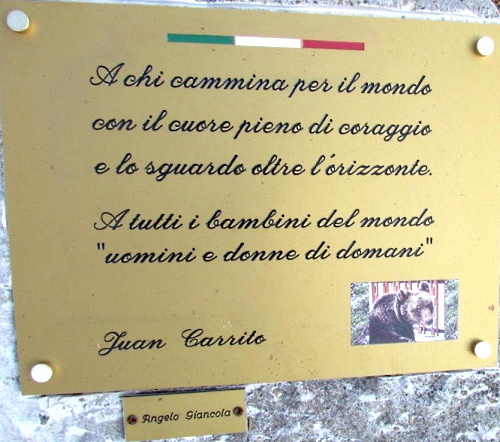 A chi cammina per il mondo
con il cuore pieno di coraggio
e lo sguardo oltre l'orizzonte.
A tutti i bambini del mondo
"uomini e donne di domani"
Juan Carrito
Angelo Giancola